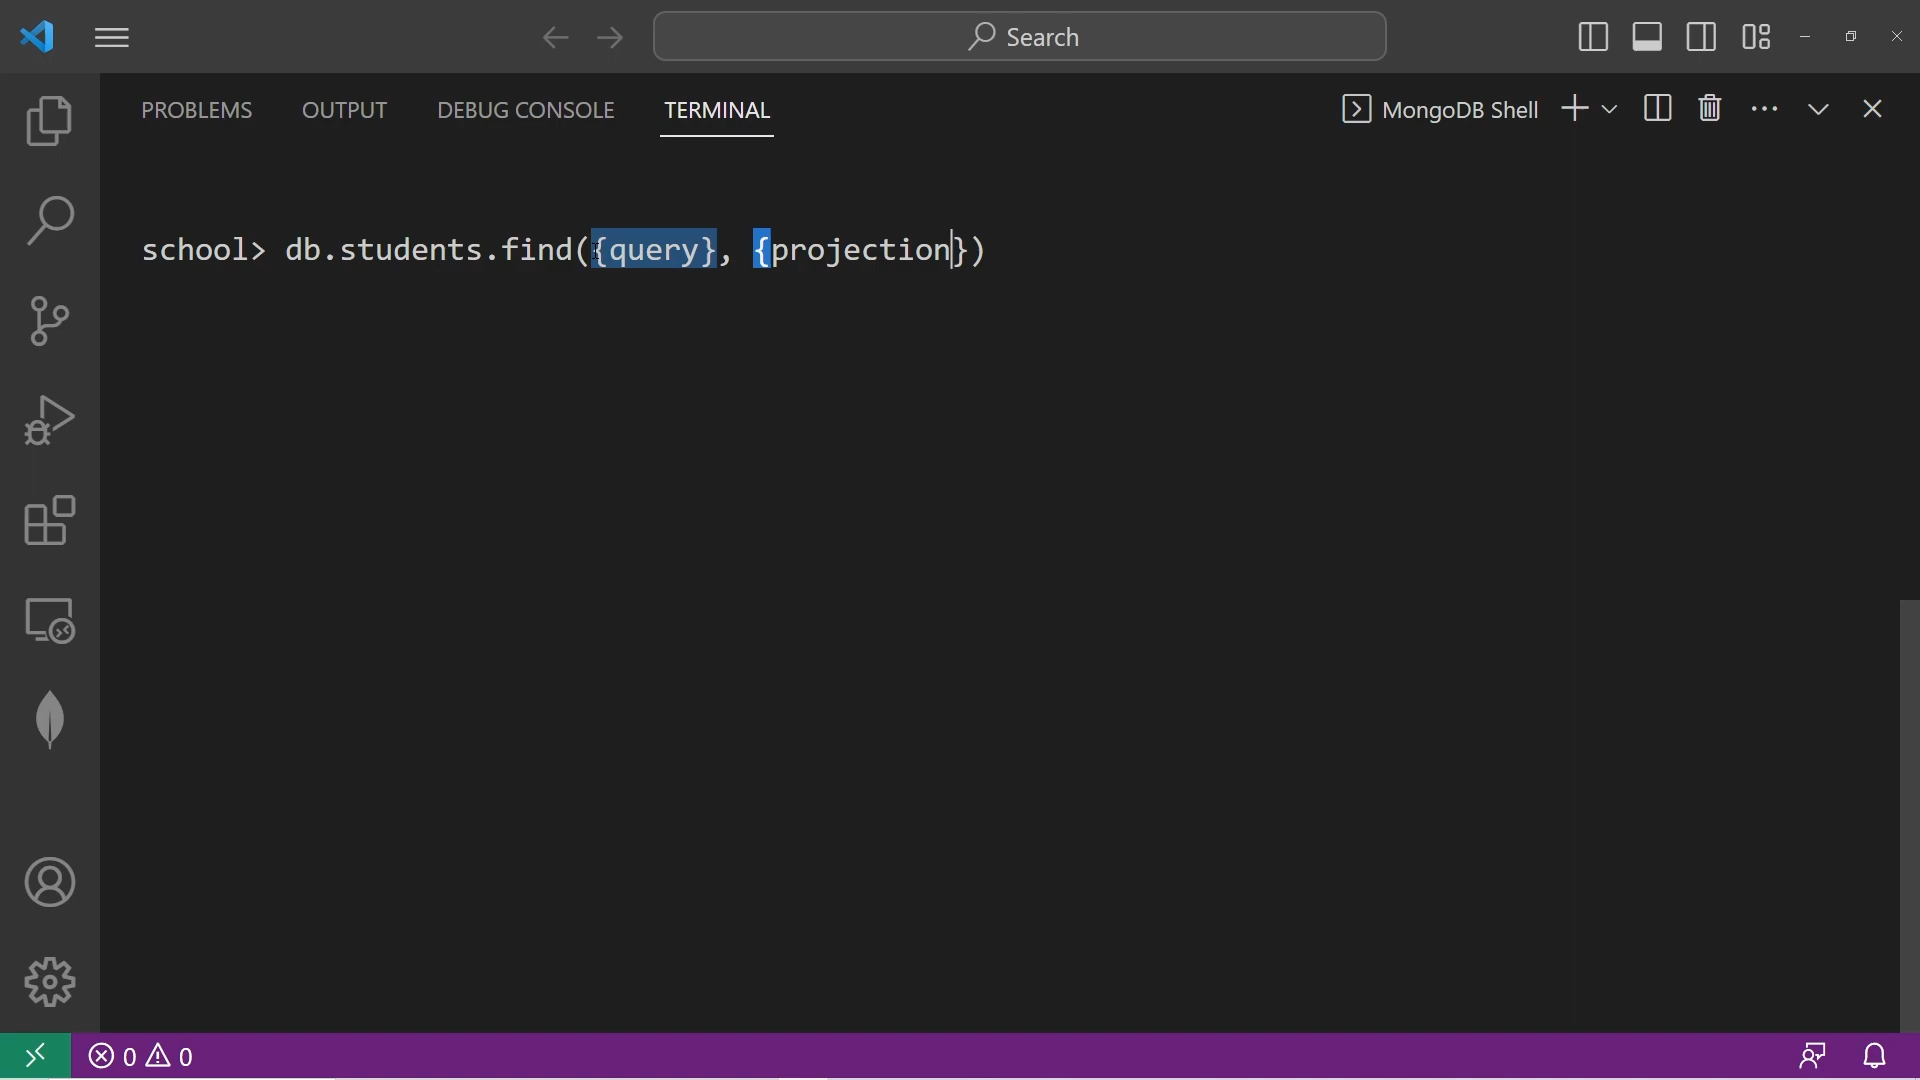 Search
PROBLEMS OUTPUT DEBUG CONSOLE TERMINAL MongoDB Shell
school> db.students.find({query}, {projection})
0 0